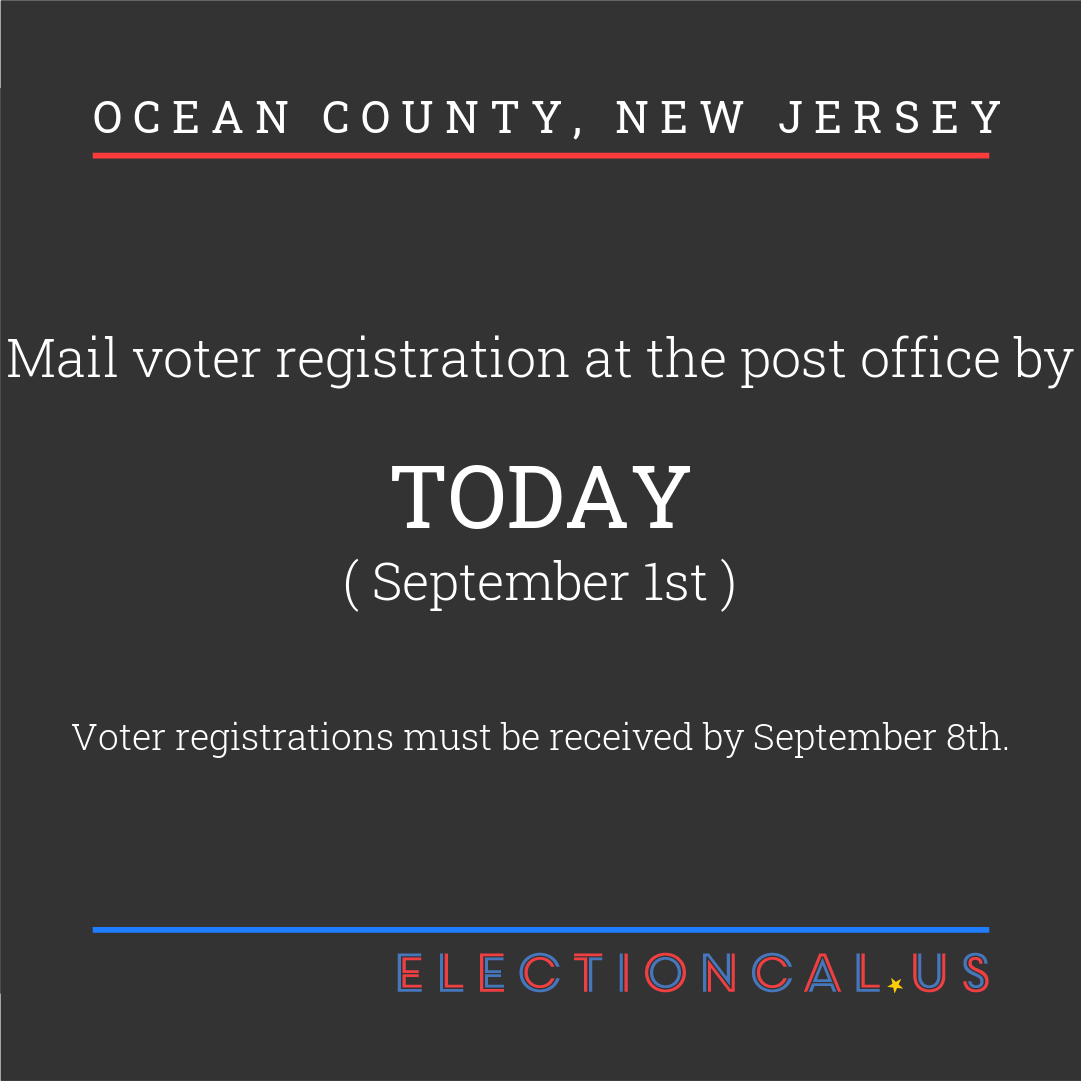 OCEAN COUNTY, NEW JERSEY
Mail voter registration at the post office by
TODAY
( September 1st )
Voter registrations must be received by September 8th.
ELECTIONCAL.US